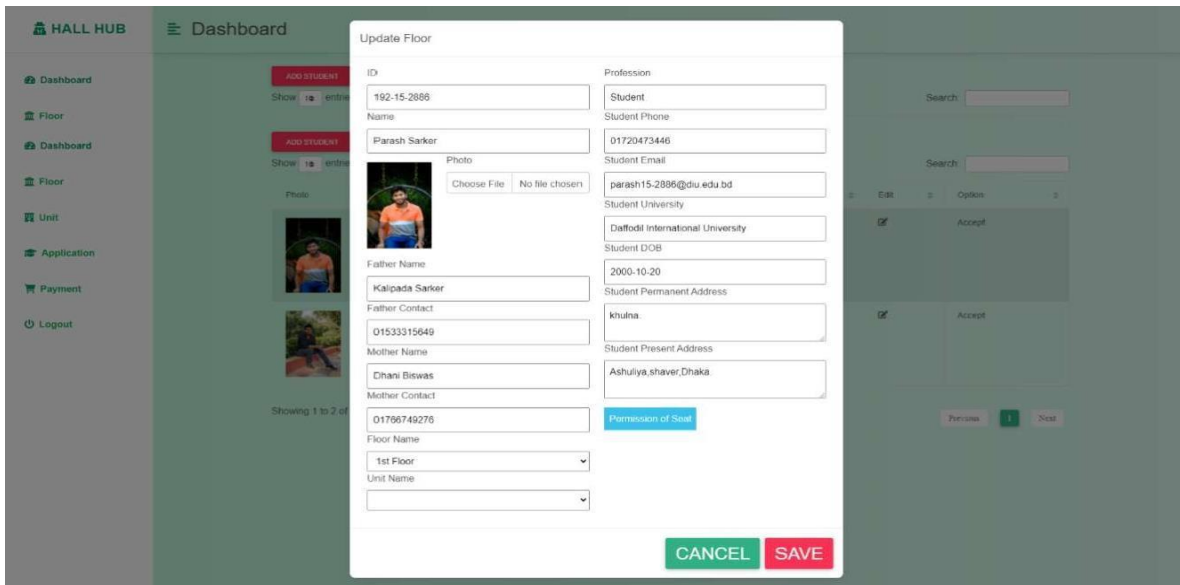 HALL HUB
Dashboard
Dashboard
Floor
Dashboard
Floor
Unit
Application
Payment
Logout
ADD STUDENT
Show 10 entrie
Search:
ADD STUDENT
Show 10 entrie
Search:
Photo
Edit
Option
Accept
Accept
Showing 1 to 2 of
Previous 1 Next
Update Floor
ID
192-15-2886
Name
Parash Sarker
Photo
Choose File No file chosen
Father Name
Kalipada Sarker
Father Contact
01533315649
Mother Name
Dhani Biswas
Mother Contact
01766749276
Floor Name
1st Floor
Unit Name
Profession
Student
Student Phone
01720473446
Student Email
parash15-2886@diu.edu.bd
Student University
Daffodil International University
Student DOB
2000-10-20
Student Permanent Address
khulna.
Student Present Address
Ashuliya,shaver,Dhaka.
Permission of Seat
CANCEL SAVE